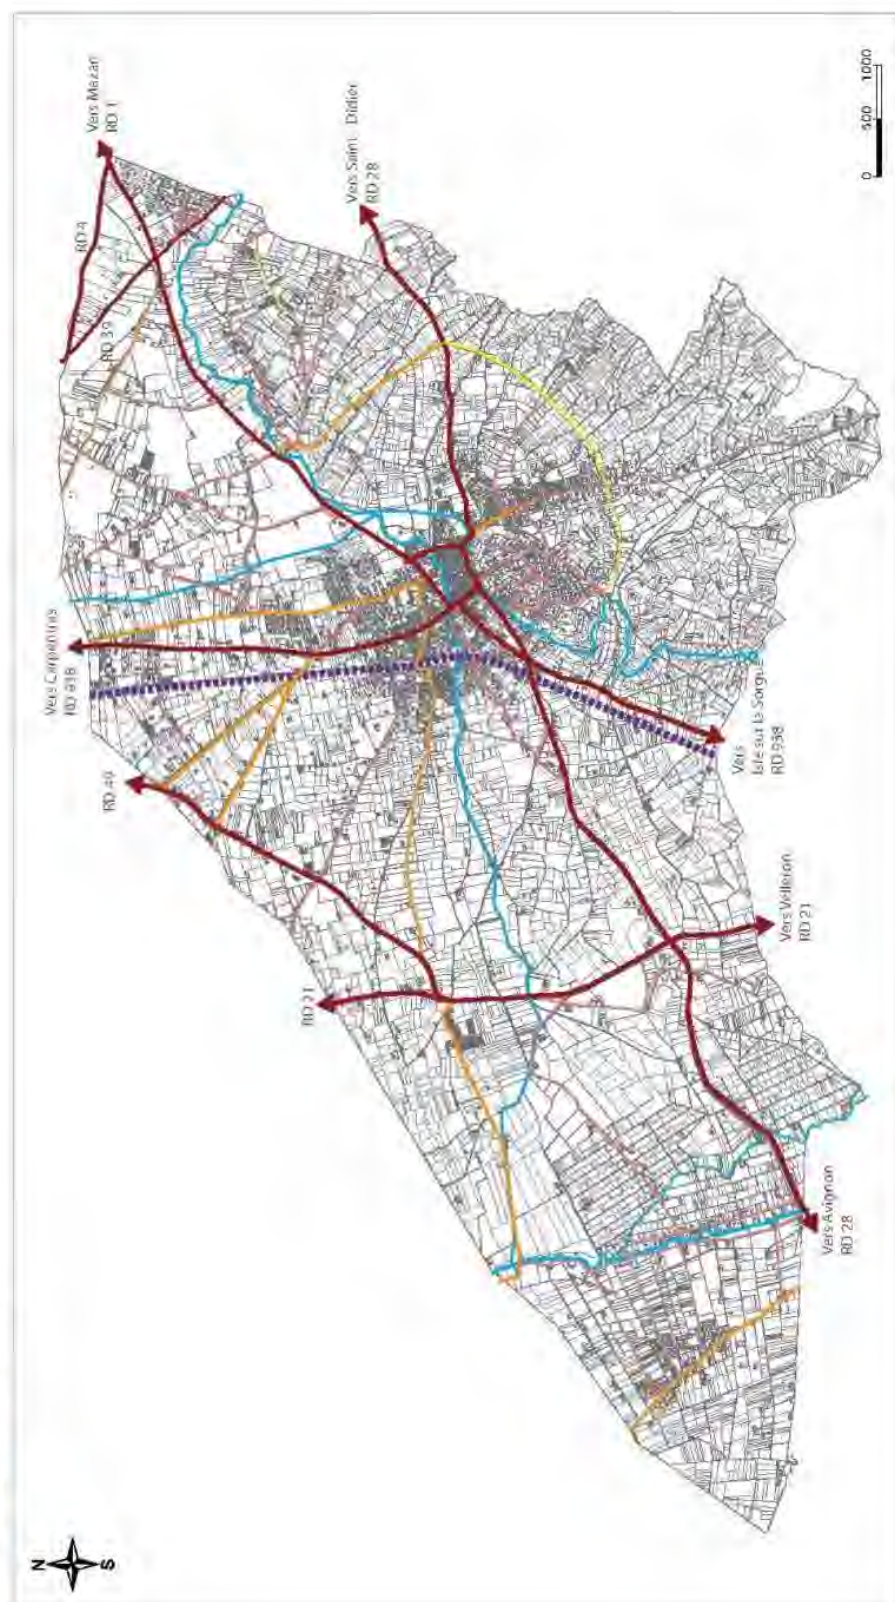 Vers Mazan
RD 1
RD 4
RD 39
Vers Saint Didier
RD 28
Vers Carpentras
RD 938
RD 49
RD 21
Vers
Isle sur la Sorgue
RD 938
Vers Velleron
RD 21
Vers Avignon
RD 28
0 500 1000
N
S